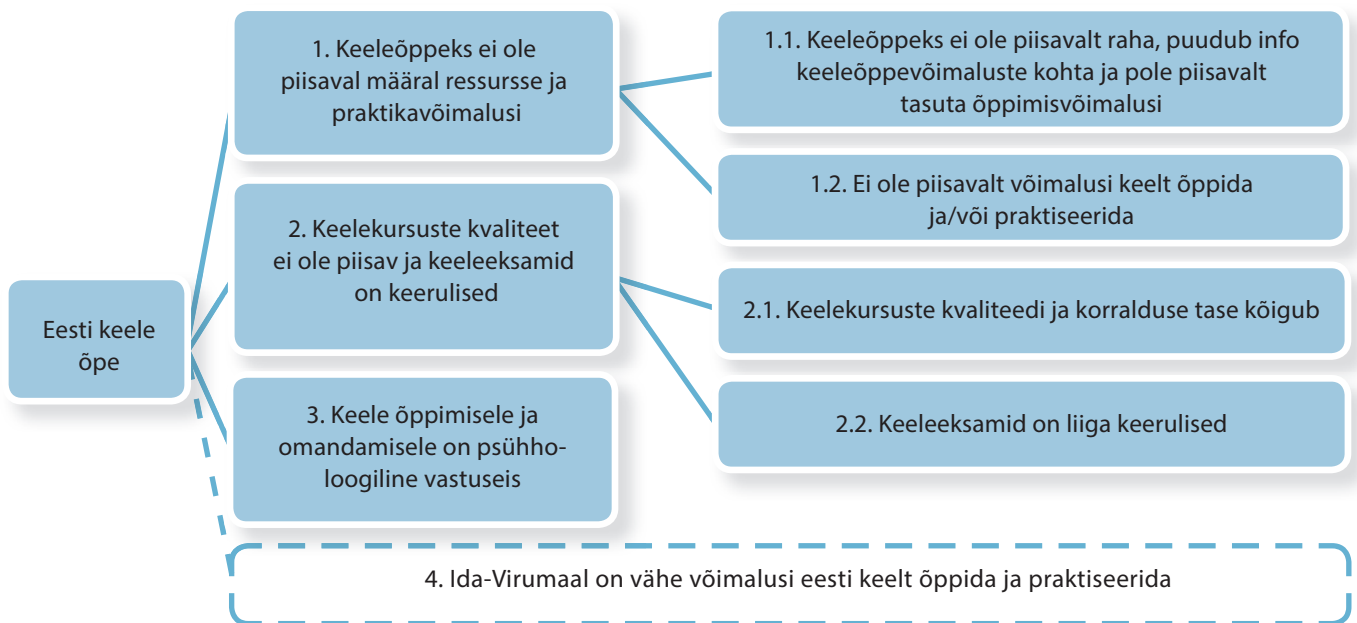 Eesti keele
õpe
1. Keeleõppeks ei ole
piisaval määral ressursse ja
praktikavõimalusi
2. Keelekursuste kvaliteet
ei ole piisav ja keeleeksamid
on keerulised
3. Keele õppimisele ja
omandamisele on psühho-
loogiline vastuseis
1.1. Keeleõppeks ei ole piisavalt raha, puudub info
keeleõppevõimaluste kohta ja pole piisavalt
tasuta õppimisvõimalusi
1.2. Ei ole piisavalt võimalusi keelt õppida
ja/või praktiseerida
2.1. Keelekursuste kvaliteedi ja korralduse tase kõigub
2.2. Keeleeksamid on liiga keerulised
4. Ida-Virumaal on vähe võimalusi eesti keelt õppida ja praktiseerida